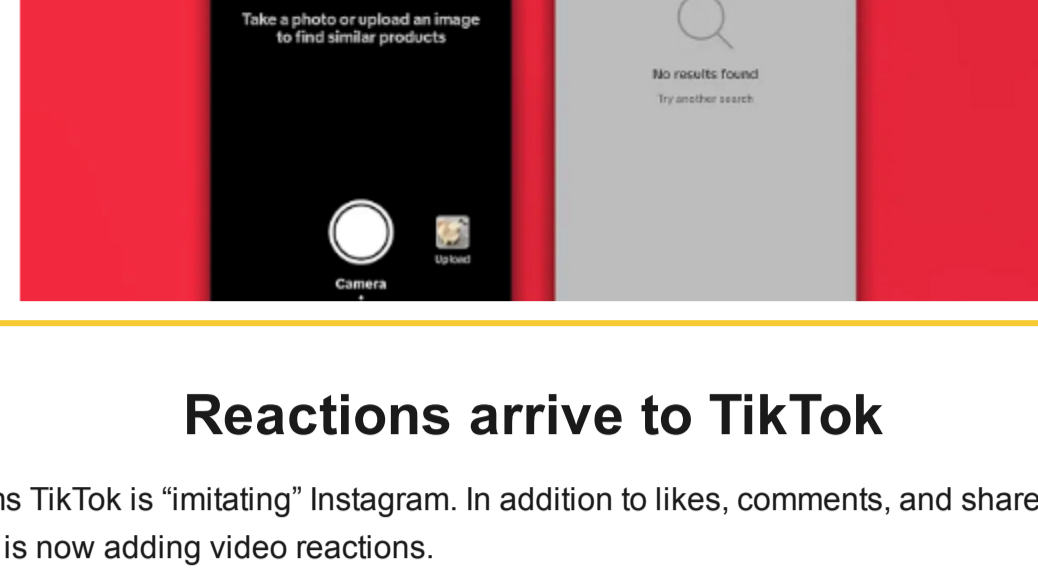 Take a photo or upload an image
to find similar products
No results found
Try another search
Upload
Camera
Reactions arrive to TikTok
TikTok is “imitating” Instagram. In addition to likes, comments, and share
is now adding video reactions.